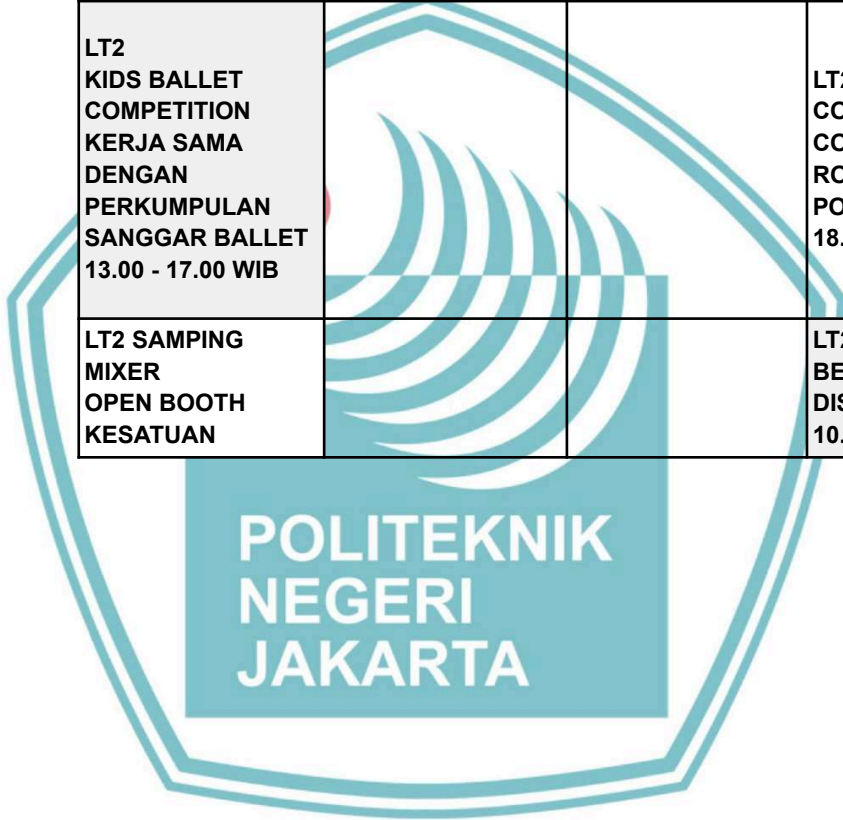 LT2
KIDS BALLET
COMPETITION
KERJA SAMA
DENGAN
PERKUMPULAN
SANGGAR BALLET
13.00 - 17.00 WIB
LT2 SAMPING
MIXER
OPEN BOOTH
KESATUAN
10.
POLITEKNIK
NEGERI
JAKARTA